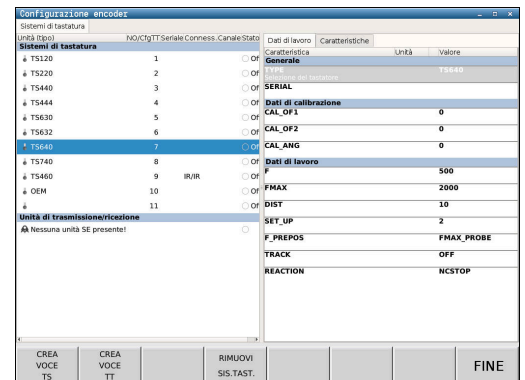 Configurazione encoder
Sistemi di tastatura
Unità (tipo) NO/CfgTT Seriale Conness. Canale Stato
Sistemi di tastatura
TS120 1 Of
TS220 2 Of
TS440 3 Of
TS444 4 Of
TS630 5 Of
TS632 6 Of
TS640 7 Of
TS740 8 Of
TS460 9 IR/IR Of
OEM 10 Of
11 Of
Unità di trasmissione/ricezione
Nessuna unità SE presente!
Dati di lavoro Caratteristiche
Caratteristica Unità Valore
Generale
TYPE TS640
Selezione del tastatore
SERIAL
Dati di calibrazione
CAL_OF1 0
CAL_OF2 0
CAL_ANG 0
Dati di lavoro
F 500
FMAX 2000
DIST 10
SET_UP 2
F_PREPOS FMAX_PROBE
TRACK OFF
REACTION NCSTOP
CREA VOCE TS
CREA VOCE TT
RIMUOVI SIS.TAST.
FINE